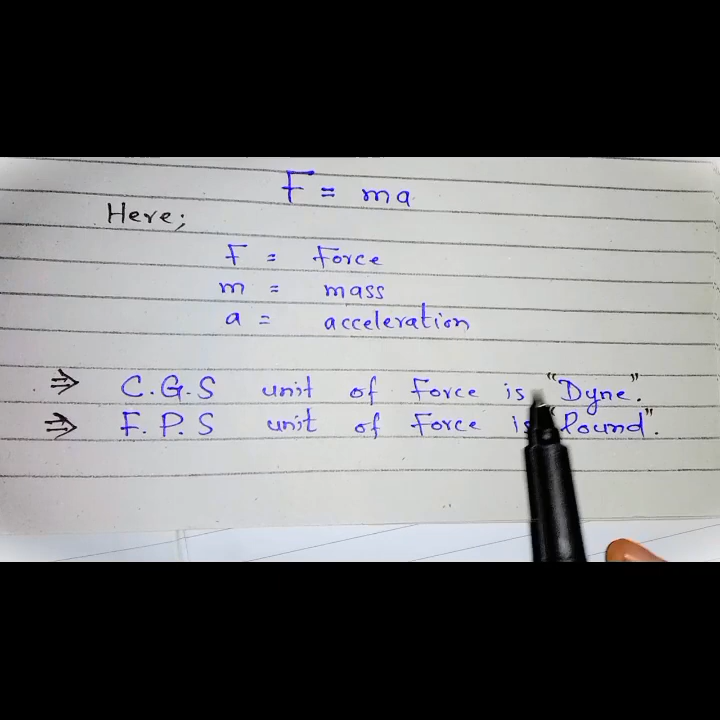 F = ma
Here;
F = Force
m = mass
a = acceleration
⇒ C.G.S unit of Force is "Dyne".
⇒ F.P.S unit of Force is "Pound".